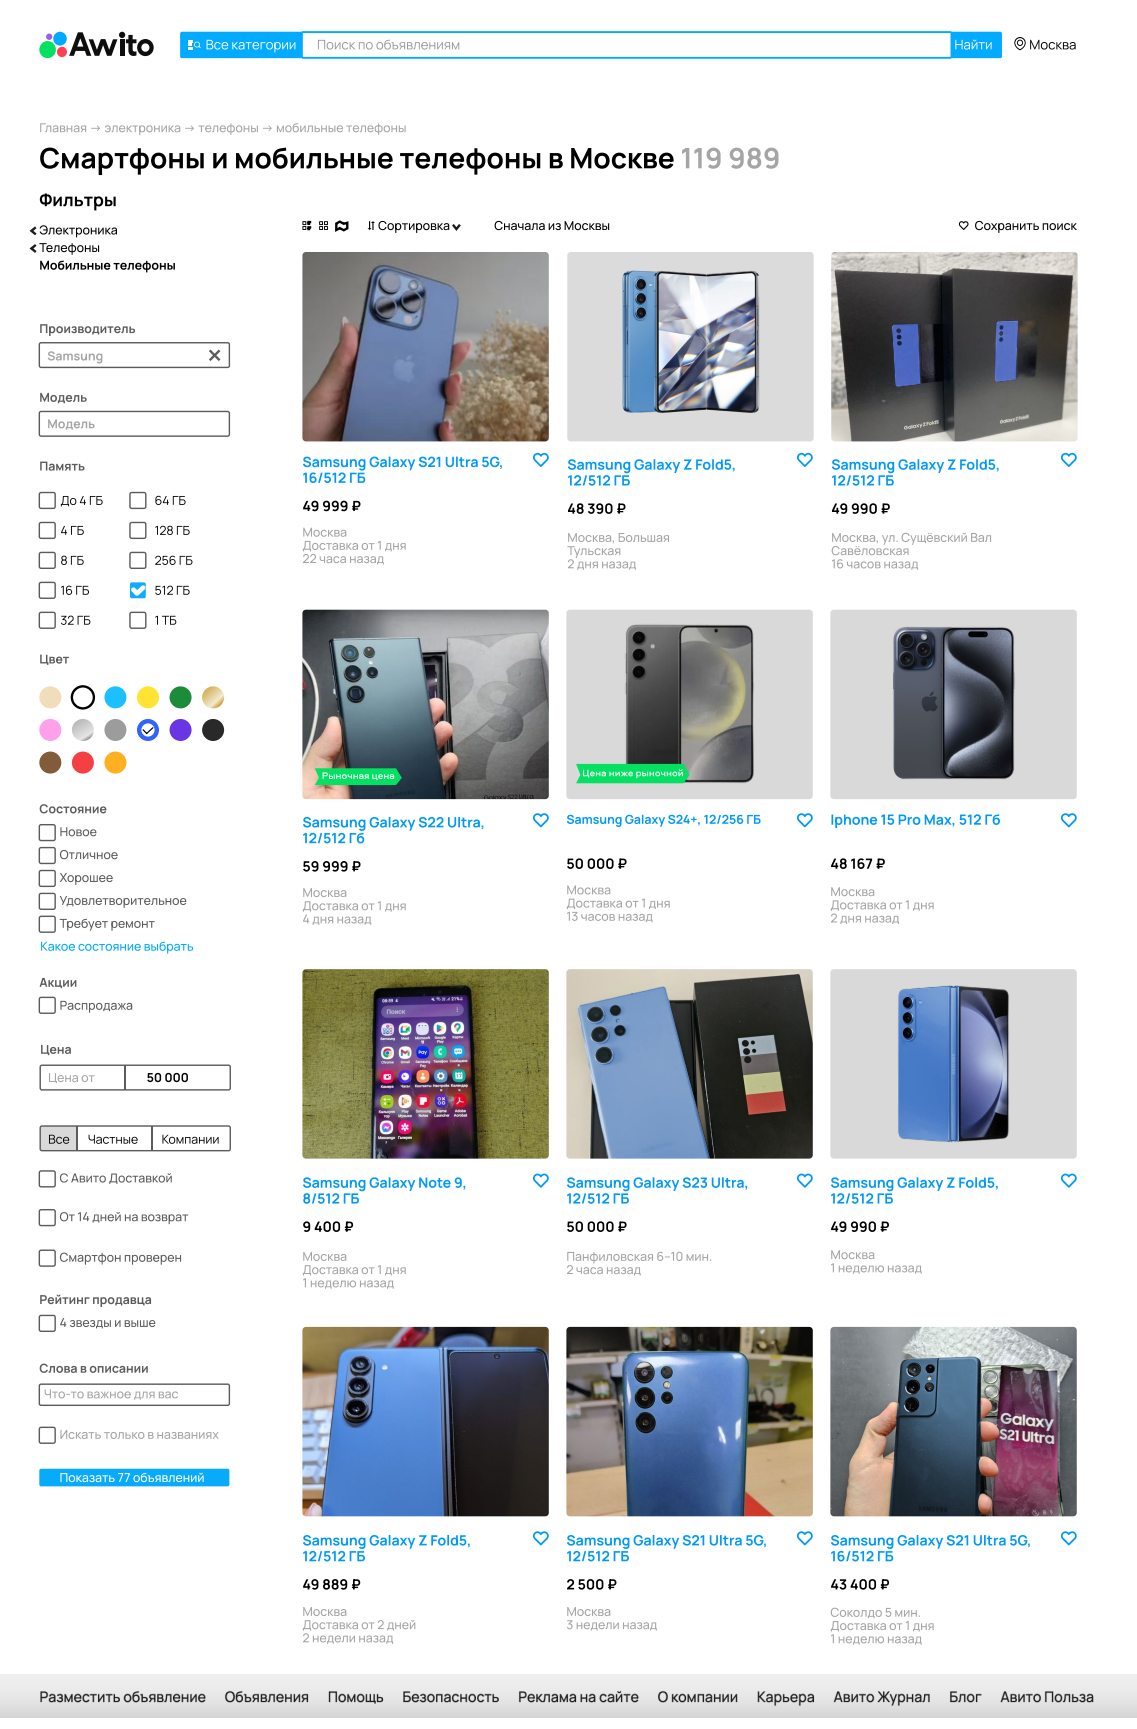 Awito
Все категории
Поиск по объявлениям
Найти
Москва
Главная → электроника → телефоны → мобильные телефоны
Смартфоны и мобильные телефоны в Москве 119 989
Фильтры
Электроника
Телефоны
Мобильные телефоны
Производитель
Samsung
Модель
Модель
Память
До 4 ГБ
64 ГБ
4 ГБ
128 ГБ
8 ГБ
256 ГБ
16 ГБ
512 ГБ
32 ГБ
1 ТБ
Цвет
Состояние
Новое
Отличное
Хорошее
Удовлетворительное
Требует ремонт
Какое состояние выбрать
Акции
Распродажа
Цена
Цена от
50 000
Все
Частные
Компании
С Авито Доставкой
От 14 дней на возврат
Смартфон проверен
Рейтинг продавца
4 звезды и выше
Слова в описании
Что-то важное для вас
Искать только в названиях
Показать 77 объявлений
Сортировка
Сначала из Москвы
Сохранить поиск
Samsung Galaxy S21 Ultra 5G,
16/512 ГБ
49 999 ₽
Москва
Доставка от 1 дня
22 часа назад
Samsung Galaxy Z Fold5,
12/512 ГБ
48 390 ₽
Москва, Большая
Тульская
2 дня назад
Galaxy Z Fold5
Galaxy Z Fold5
Samsung Galaxy Z Fold5,
12/512 ГБ
49 990 ₽
Москва, ул. Сущёвский Вал
Савёловская
16 часов назад
Рыночная цена
Galaxy S22 Ultra
Samsung Galaxy S22 Ultra,
12/512 Гб
59 999 ₽
Москва
Доставка от 1 дня
4 дня назад
Цена ниже рыночной
Samsung Galaxy S24+, 12/256 ГБ
50 000 ₽
Москва
Доставка от 1 дня
13 часов назад
Iphone 15 Pro Max, 512 Гб
48 167 ₽
Москва
Доставка от 1 дня
2 дня назад
Поиск
Samsung Galaxy Note 9,
8/512 ГБ
9 400 ₽
Москва
Доставка от 1 дня
1 неделю назад
Samsung Galaxy S23 Ultra,
12/512 ГБ
50 000 ₽
Панфиловская 6–10 мин.
2 часа назад
Samsung Galaxy Z Fold5,
12/512 ГБ
49 990 ₽
Москва
1 неделю назад
Samsung Galaxy Z Fold5,
12/512 ГБ
49 889 ₽
Москва
Доставка от 2 дней
2 недели назад
Samsung Galaxy S21 Ultra 5G,
12/512 ГБ
2 500 ₽
Москва
3 недели назад
Galaxy
S21 Ultra
Samsung Galaxy S21 Ultra 5G,
16/512 ГБ
43 400 ₽
Соколдо 5 мин.
Доставка от 1 дня
1 неделю назад
Разместить объявление
Объявления
Помощь
Безопасность
Реклама на сайте
О компании
Карьера
Авито Журнал
Блог
Авито Польза